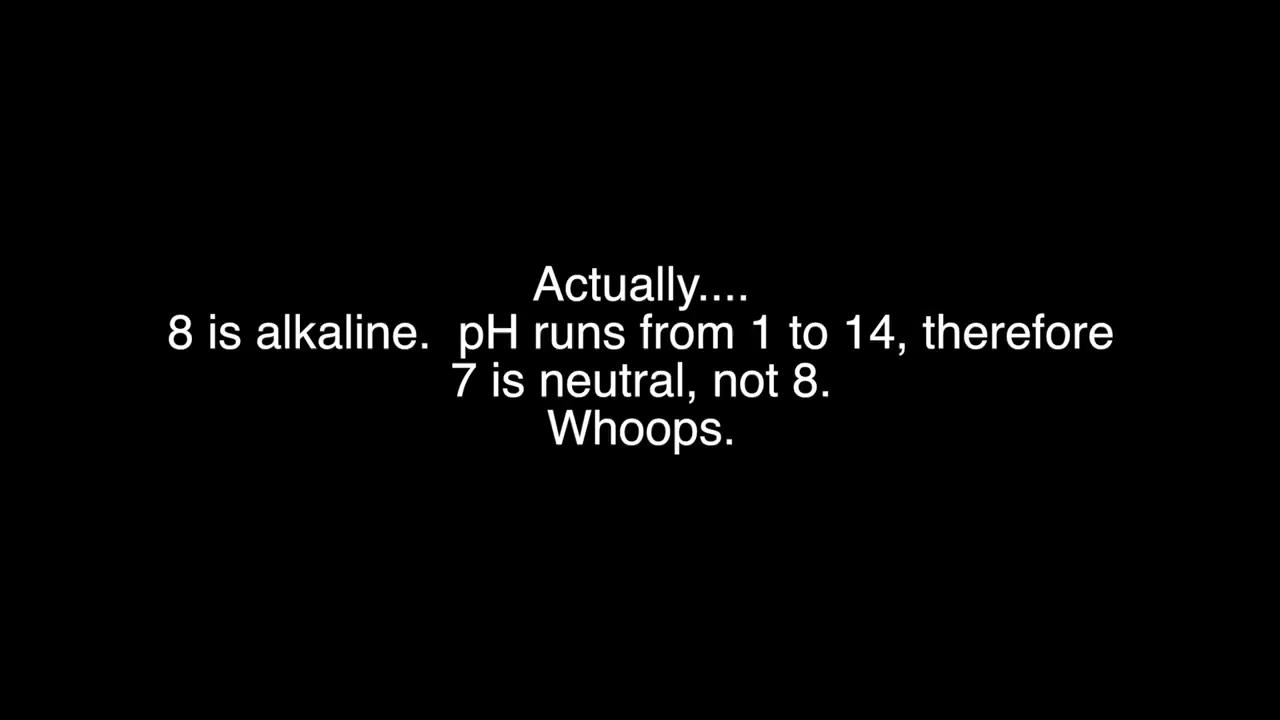 Actually....
8 is alkaline.  pH runs from 1 to 14, therefore
7 is neutral, not 8.
Whoops.